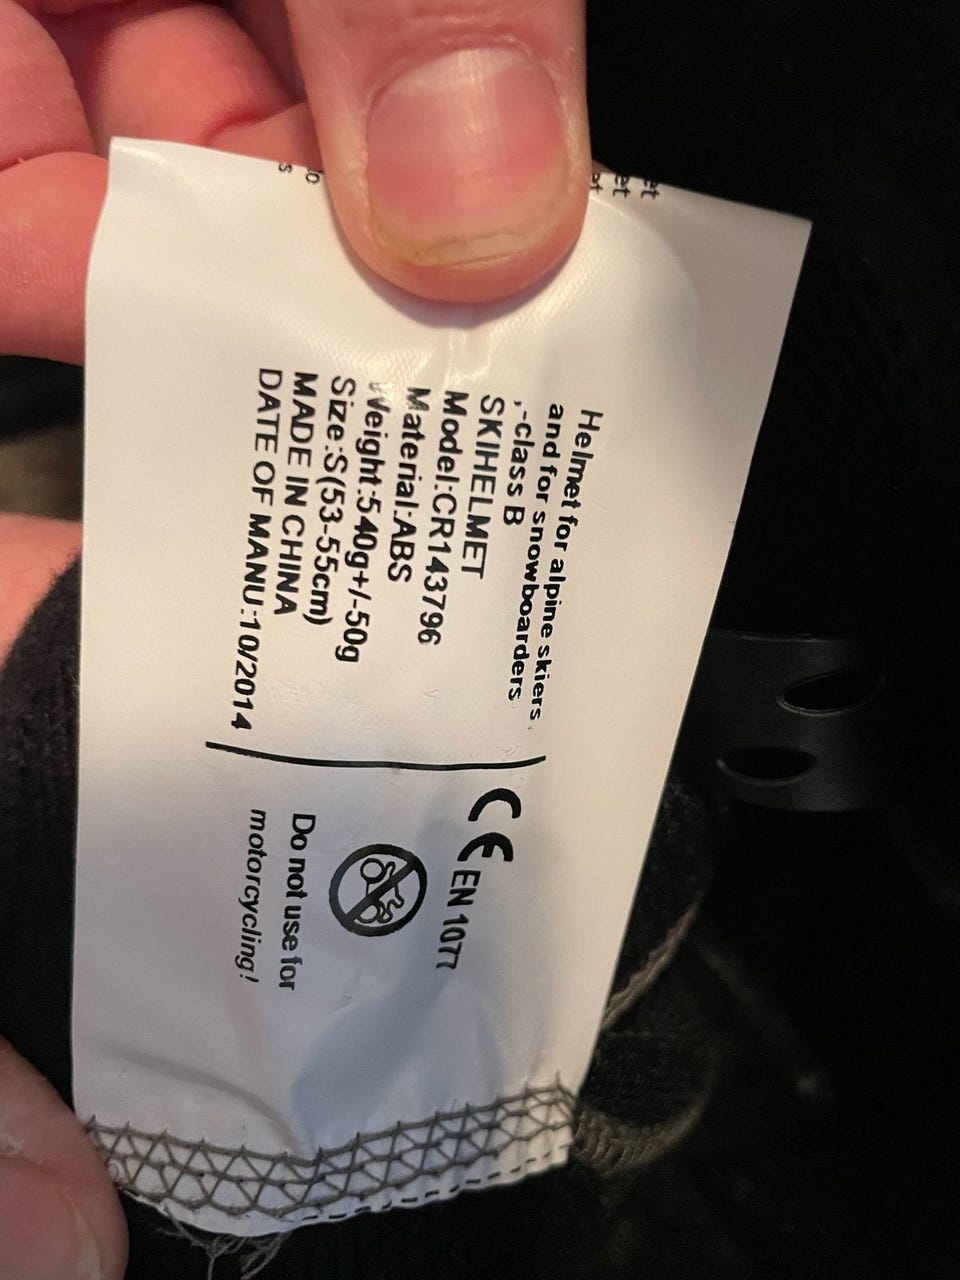 Helmet for alpine skiers
and for snowboarders
,-class B
SKIHELMET
Model:CR143796
Material:ABS
Weight:540g+/-50g
Size:S(53-55cm)
MADE IN CHINA
DATE OF MANU:10/2014
CE EN 1077
Do not use for
motorcycling!